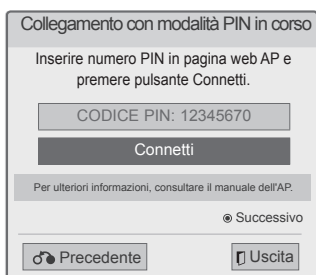 Collegamento con modalità PIN in corso
Inserire numero PIN in pagina web AP e
premere pulsante Connetti.
CODICE PIN: 12345670
Connetti
Per ulteriori informazioni, consultare il manuale dell'AP.
Successivo
Precedente
Uscita